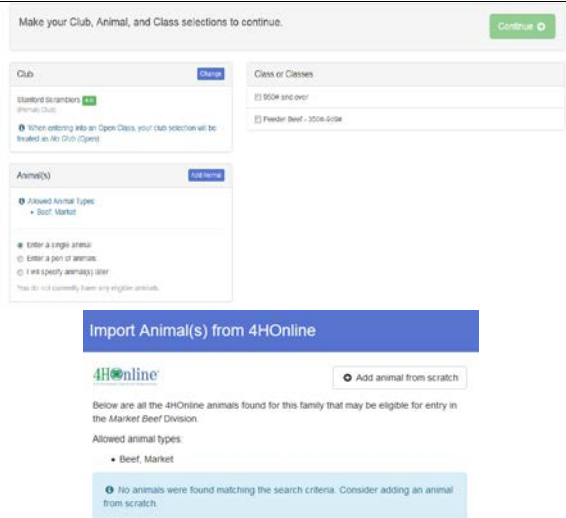 Make your Club, Animal, and Class selections to continue.
Continue
Club
Change
Stanford Scramblers 4-H
(Primary Club)
When entering into an Open Class, your club selection will be
treated as No Club (Open)
Animal(s)
Add Animal
Allowed Animal Types:
• Beef, Market
Enter a single animal
Enter a pen of animals
I will specify animal(s) later
You do not currently have any eligible animals.
Class or Classes
950# and over
Feeder Beef - 350#-949#
Import Animal(s) from 4HOnline
4HOnline
Add animal from scratch
Below are all the 4HOnline animals found for this family that may be eligible for entry in
the Market Beef Division.
Allowed animal types:
• Beef, Market
No animals were found matching the search criteria. Consider adding an animal
from scratch.